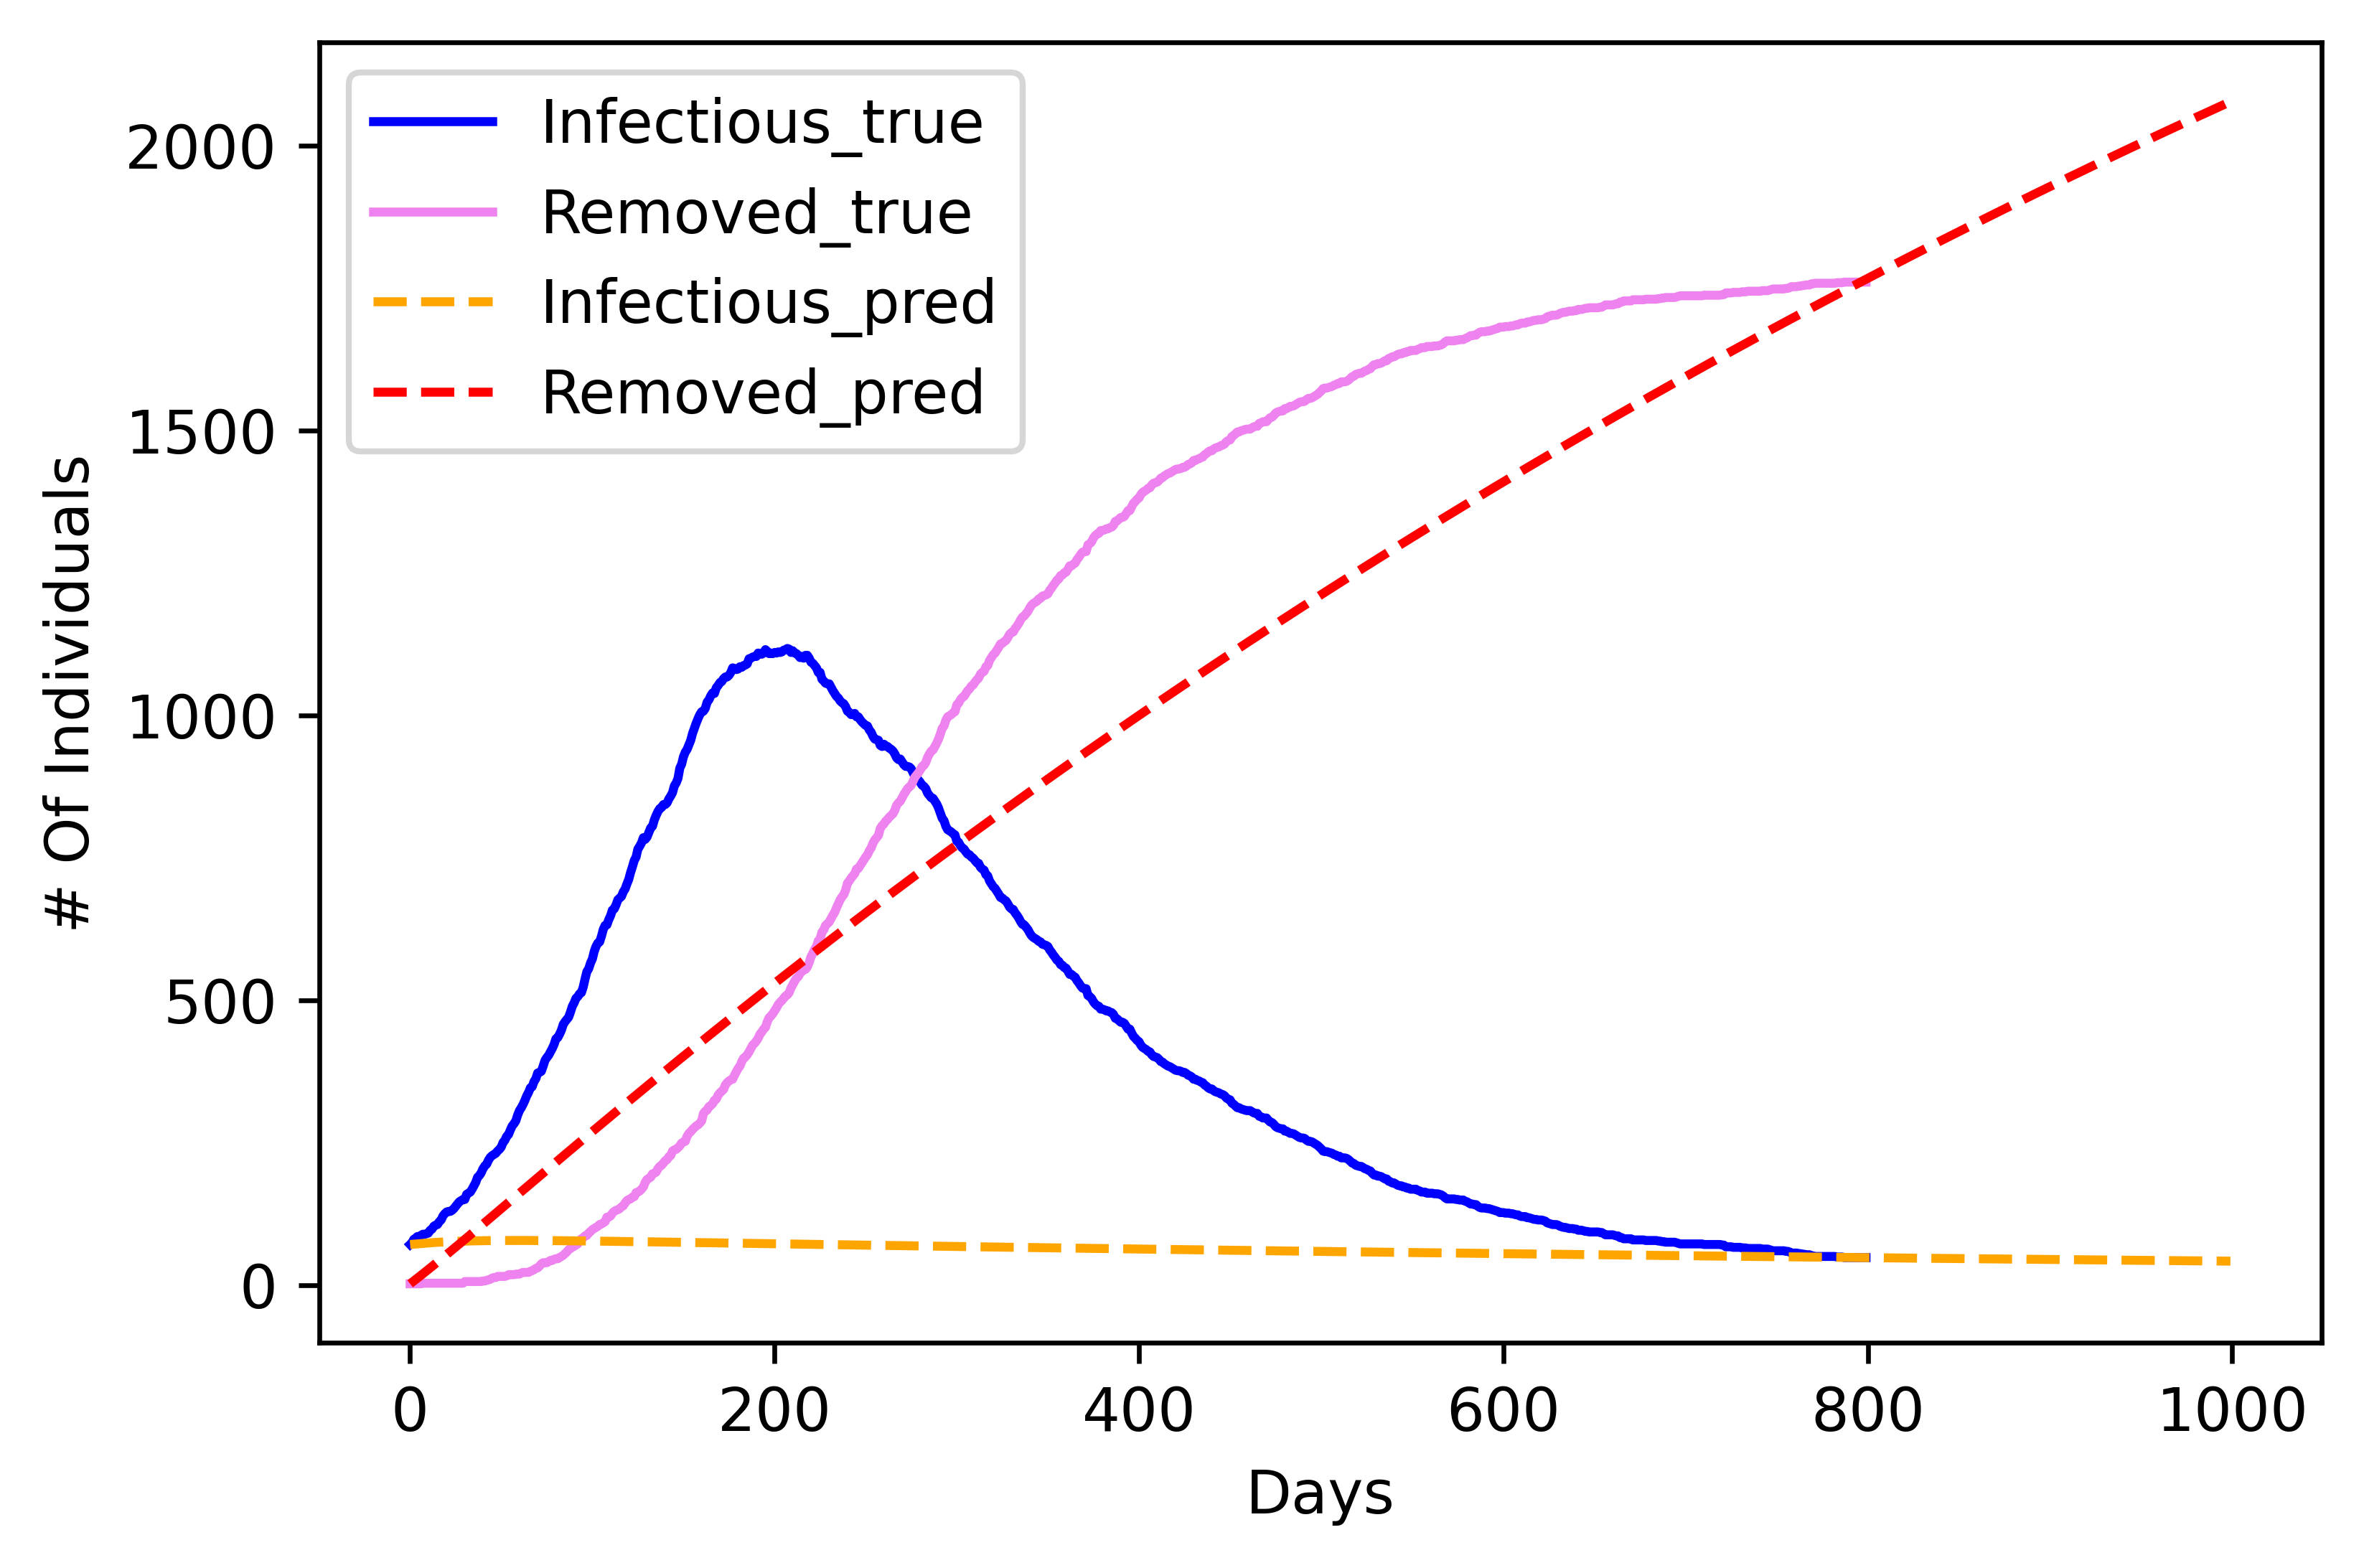 Infectious_true
Removed_true
Infectious_pred
Removed_pred
# Of Individuals
2000
1500
1000
500
0
0 200 400 600 800 1000
Days